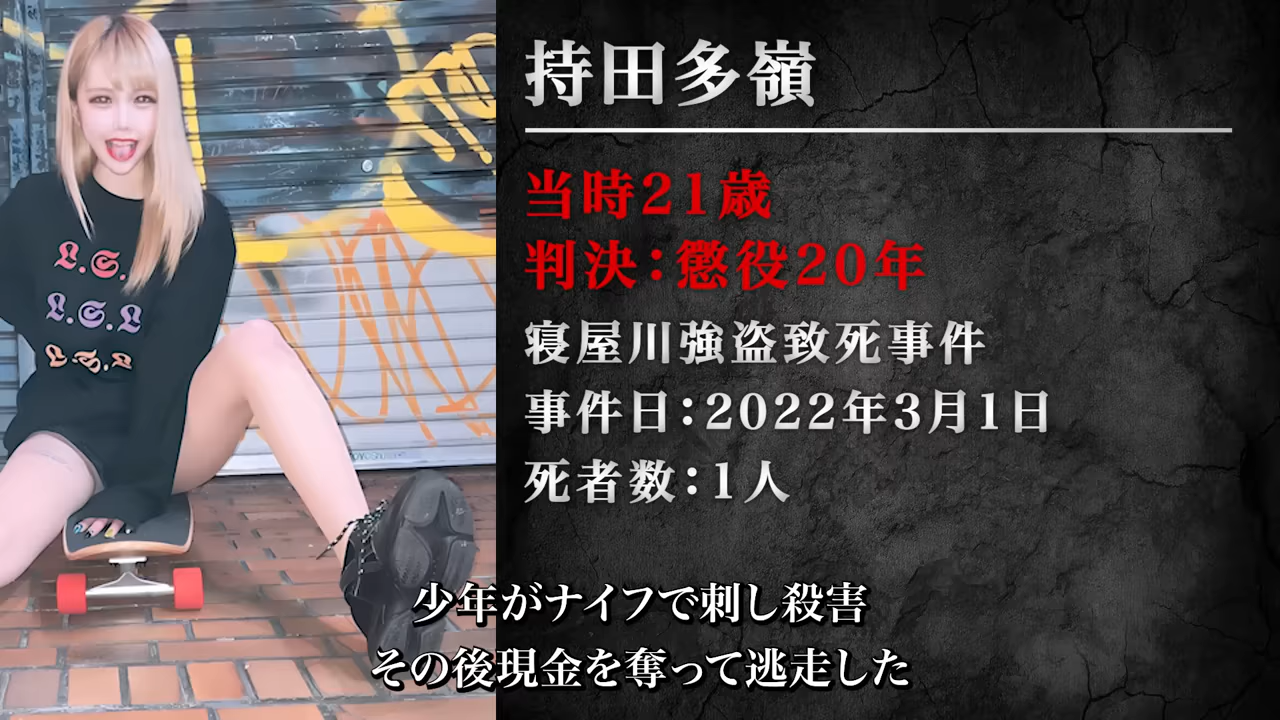 持田多嶺
当時21歳
判決：懲役20年
寝屋川強盗致死事件
事件日：2022年3月1日
死者数：1人
L.S.
L.S.L
L.S.L
少年がナイフで刺し殺害
その後現金を奪って逃走した